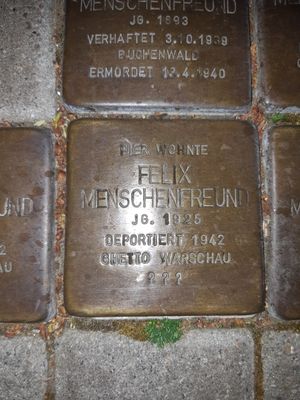 MENSCHENFREUND
JG. 1893
VERHAFTET 3.10.1939
BUCHENWALD
ERMORDET 13.4.1940
HIER WOHNTE
FELIX
MENSCHENFREUND
JG. 1925
DEPORTIERT 1942
GHETTO WARSCHAU
? ? ?